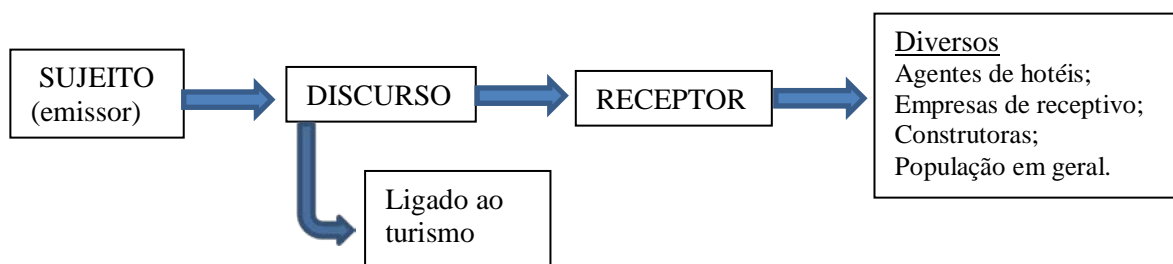 SUJEITO
(emissor)
DISCURSO
RECEPTOR
Diversos
Agentes de hotéis;
Empresas de receptivo;
Construtoras;
População em geral.
Ligado ao
turismo